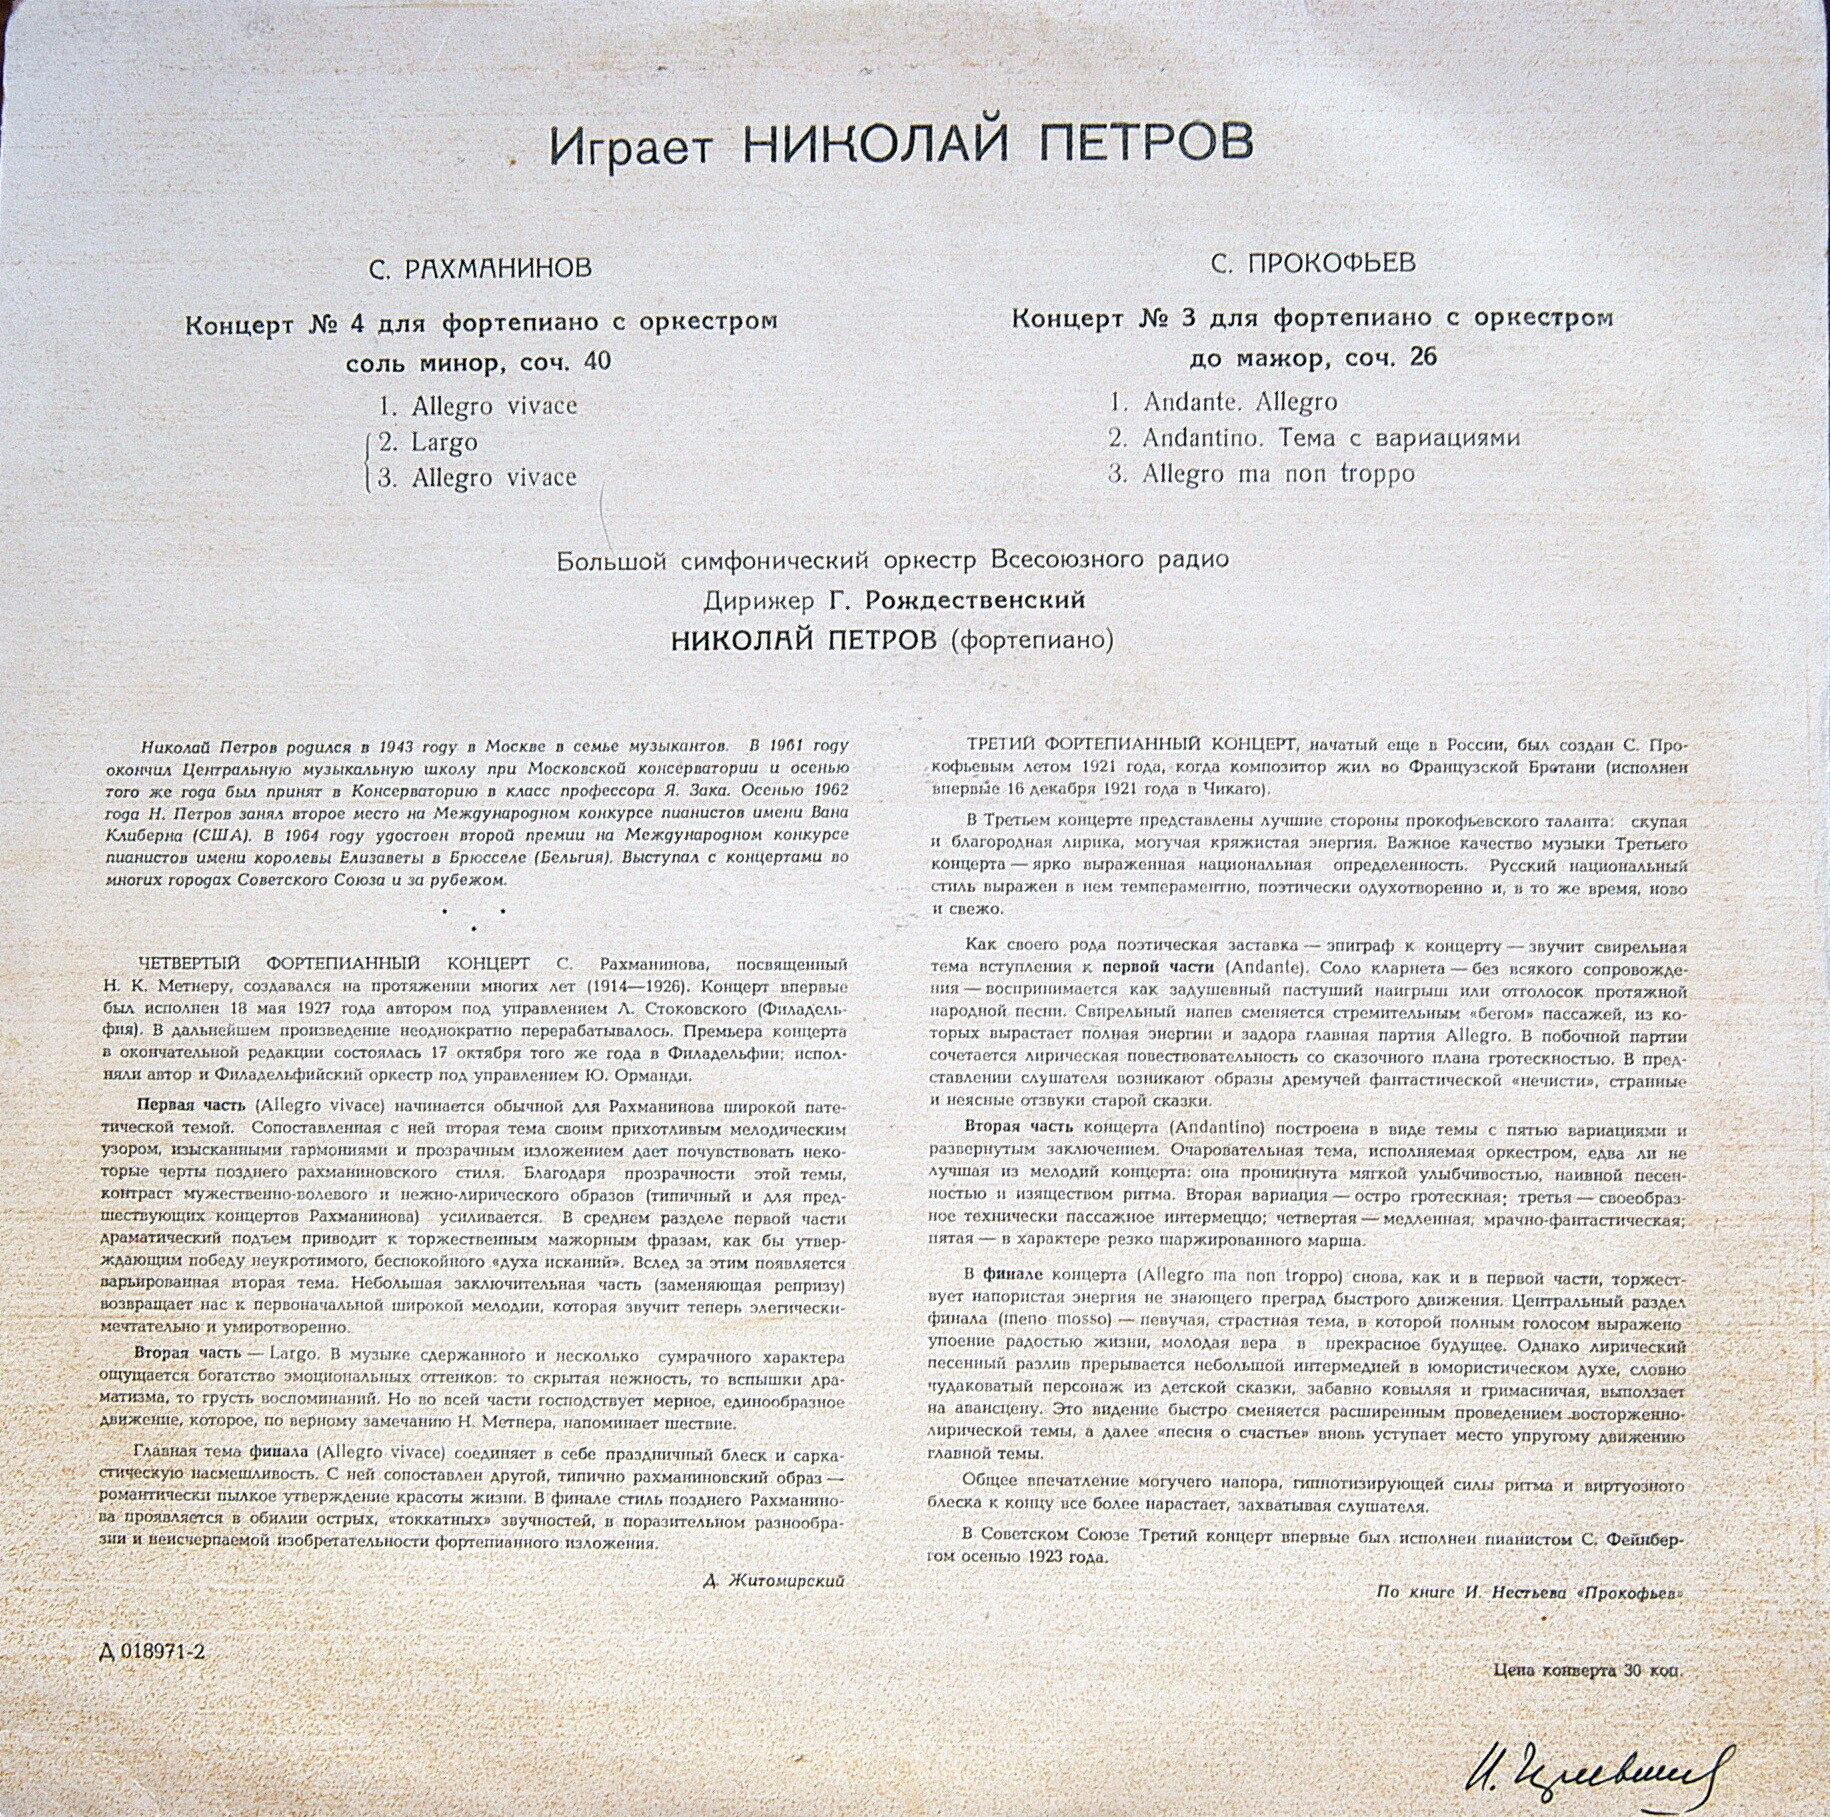 Играет НИКОЛАЙ ПЕТРОВ
С. РАХМАНИНОВ
Концерт № 4 для фортепиано с оркестром
соль минор, соч. 40
1. Allegro vivace
2. Largo
3. Allegro vivace
С. ПРОКОФЬЕВ
Концерт № 3 для фортепиано с оркестром
до мажор, соч. 26
1. Andante. Allegro
2. Andantino. Тема с вариациями
3. Allegro ma non troppo
Большой симфонический оркестр Всесоюзного радио
Дирижер Г. Рождественский
НИКОЛАЙ ПЕТРОВ (фортепиано)
Николай Петров родился в 1943 году в Москве в семье музыкантов. В 1961 году
окончил Центральную музыкальную школу при Московской консерватории и осенью
того же года был принят в Консерваторию в класс профессора Я. Зака. Осенью 1962
года Н. Петров занял второе место на Международном конкурсе пианистов имени Вана
Клиберна (США). В 1964 году удостоен второй премии на Международном конкурсе
пианистов имени королевы Елизаветы в Брюсселе (Бельгия). Выступал с концертами во
многих городах Советского Союза и за рубежом.
ЧЕТВЕРТЫЙ ФОРТЕПИАННЫЙ КОНЦЕРТ С. Рахманинова, посвященный
Н. К. Метнеру, создавался на протяжении многих лет (1914—1926). Концерт впервые
был исполнен 18 мая 1927 года автором под управлением Л. Стоковского (Филадель-
фия). В дальнейшем произведение неоднократно перерабатывалось. Премьера концерта
в окончательной редакции состоялась 17 октября того же года в Филадельфии; испол-
няли автор и Филадельфийский оркестр под управлением Ю. Орманди.
Первая часть (Allegro vivace) начинается обычной для Рахманинова широкой пате-
тической темой. Сопоставленная с ней вторая тема своим прихотливым мелодическим
узором, изысканными гармониями и прозрачным изложением дает почувствовать неко-
торые черты позднего рахманиновского стиля. Благодаря прозрачности этой темы,
контраст мужественно-волевого и нежно-лирического образов (типичный и для пред-
шествующих концертов Рахманинова) усиливается. В среднем разделе первой части
драматический подъем приводит к торжественным мажорным фразам, как бы утвер-
ждающим победу неукротимого, беспокойного «духа исканий». Вслед за этим появляется
варьированная вторая тема. Небольшая заключительная часть (заменяющая репризу)
возвращает нас к первоначальной широкой мелодии, которая звучит теперь элегически-
мечтательно и умиротворенно.
Вторая часть — Largo. В музыке сдержанного и несколько сумрачного характера
ощущается богатство эмоциональных оттенков: то скрытая нежность, то вспышки дра-
матизма, то грусть воспоминаний. Но во всей части господствует мерное, единообразное
движение, которое, по верному замечанию Н. Метнера, напоминает шествие.
Главная тема финала (Allegro vivace) соединяет в себе праздничный блеск и сарка-
стическую насмешливость. С ней сопоставлен другой, типично рахманиновский образ —
романтически пылкое утверждение красоты жизни. В финале стиль позднего Рахманино-
ва проявляется в обилии острых, «токкатных» звучностей, в поразительном разнообра-
зии и неисчерпаемой изобретательности фортепианного изложения.
Д. Житомирский
ТРЕТИЙ ФОРТЕПИАННЫЙ КОНЦЕРТ, начатый еще в России, был создан С. Про-
кофьевым летом 1921 года, когда композитор жил во Французской Бретани (исполнен
впервые 16 декабря 1921 года в Чикаго).
В Третьем концерте представлены лучшие стороны прокофьевского таланта: скупая
и благородная лирика, могучая кряжистая энергия. Важное качество музыки Третьего
концерта — ярко выраженная национальная определенность. Русский национальный
стиль выражен в нем темпераментно, поэтически одухотворенно и, в то же время, ново
и свежо.
Как своего рода поэтическая заставка — эпиграф к концерту — звучит свирельная
тема вступления к первой части (Andante). Соло кларнета — без всякого сопровожде-
ния — воспринимается как задушевный пастуший наигрыш или отголосок протяжной
народной песни. Свирельный напев сменяется стремительным «бегом» пассажей, из ко-
торых вырастает полная энергии и задора главная партия Allegro. В побочной партии
сочетается лирическая повествовательность со сказочного плана гротескностью. В пред-
ставлении слушателя возникают образы дремучей фантастической «нечисти», странные
и неясные отзвуки старой сказки.
Вторая часть концерта (Andantino) построена в виде темы с пятью вариациями и
развернутым заключением. Очаровательная тема, исполняемая оркестром, едва ли не
лучшая из мелодий концерта: она проникнута мягкой улыбчивостью, наивной песен-
ностью и изяществом ритма. Вторая вариация — остро гротескная; третья — своеобраз-
ное технически пассажное интермеццо; четвертая — медленная, мрачно-фантастическая;
пятая — в характере резко шаржированного марша.
В финале концерта (Allegro ma non troppo) снова, как и в первой части, торжест-
вует напористая энергия не знающего преград быстрого движения. Центральный раздел
финала (meno mosso) — певучая, страстная тема, в которой полным голосом выражено
упоение радостью жизни, молодая вера в прекрасное будущее. Однако лирический
песенный разлив прерывается небольшой интермедией в юмористическом духе, словно
чудаковатый персонаж из детской сказки, забавно ковыляя и гримасничая, выползает
на авансцену. Это видение быстро сменяется расширенным проведением восторженно-
лирической темы, а далее «песня о счастье» вновь уступает место упругому движению
главной темы.
Общее впечатление могучего напора, гипнотизирующей силы ритма и виртуозного
блеска к концу все более нарастает, захватывая слушателя.
В Советском Союзе Третий концерт впервые был исполнен пианистом С. Фейнбер-
гом осенью 1923 года.
По книге И. Нестьева «Прокофьев»
Д 018971-2
Цена конверта 30 коп.